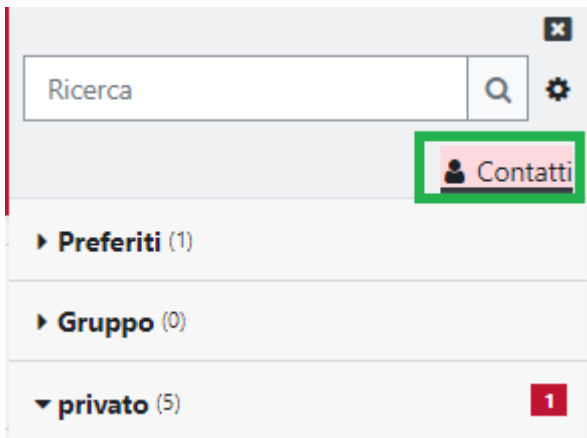 Ricerca
Contatti
Preferiti (1)
Gruppo (0)
privato (5) 1